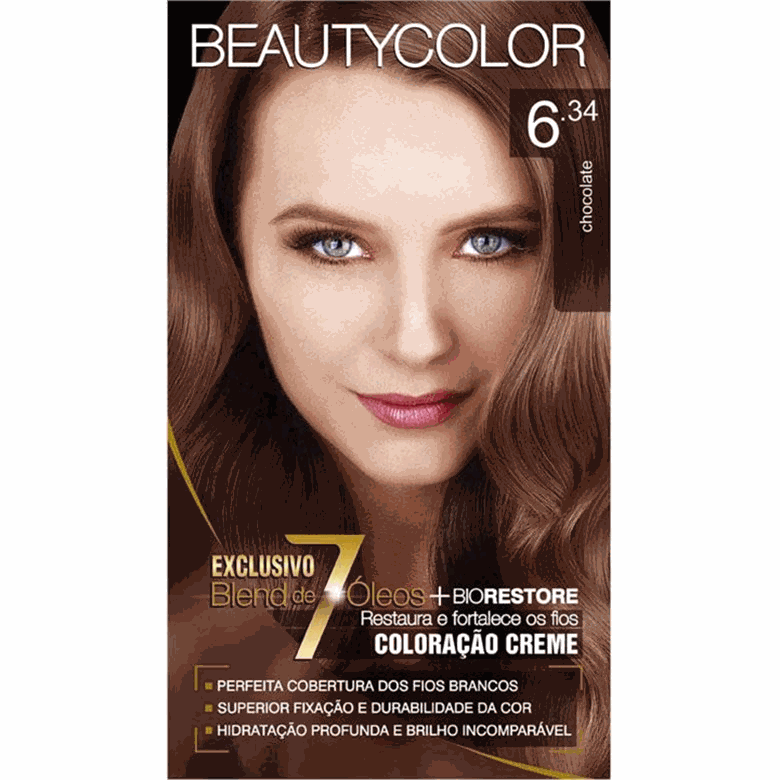 BEAUTYCOLOR
6.34
chocolate
EXCLUSIVO
Blend de 7 Óleos + BIORESTORE
Restaura e fortalece os fios
COLORAÇÃO CREME
PERFEITA COBERTURA DOS FIOS BRANCOS
SUPERIOR FIXAÇÃO E DURABILIDADE DA COR
HIDRATAÇÃO PROFUNDA E BRILHO INCOMPARÁVEL